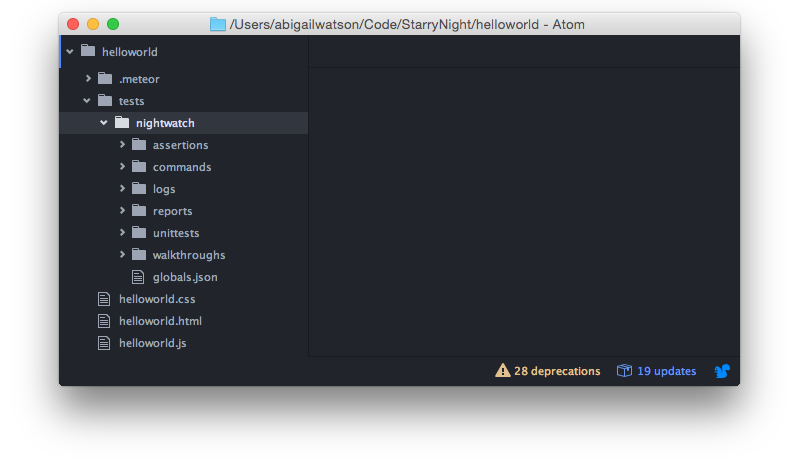 /Users/abigailwatson/Code/StarryNight/helloworld - Atom
helloworld
.meteor
tests
nightwatch
assertions
commands
logs
reports
unittests
walkthroughs
globals.json
helloworld.css
helloworld.html
helloworld.js
28 deprecations 19 updates